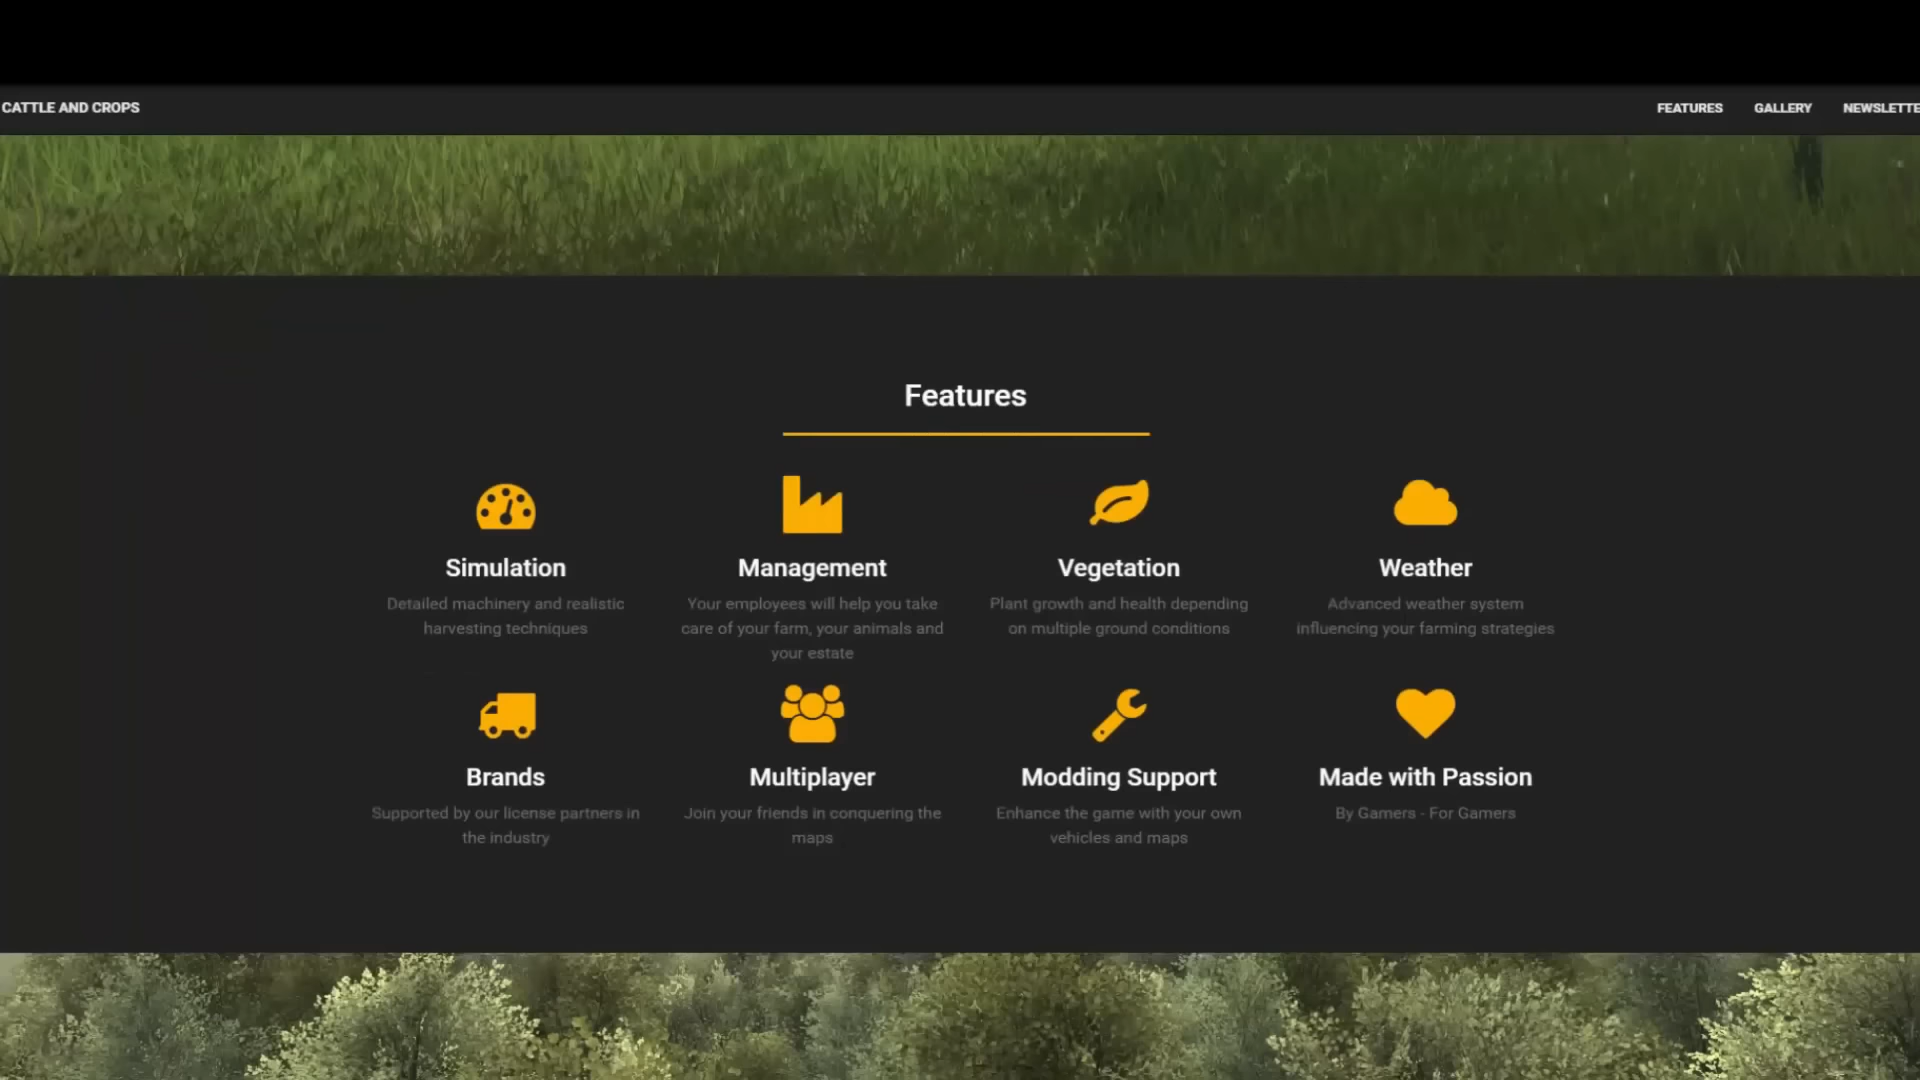 CATTLE AND CROPS
FEATURES GALLERY NEWSLETTE
Features
Simulation
Detailed machinery and realistic
harvesting techniques
Management
Your employees will help you take
care of your farm, your animals and
your estate
Vegetation
Plant growth and health depending
on multiple ground conditions
Weather
Advanced weather system
influencing your farming strategies
Brands
Supported by our license partners in
the industry
Multiplayer
Join your friends in conquering the
maps
Modding Support
Enhance the game with your own
vehicles and maps
Made with Passion
By Gamers - For Gamers